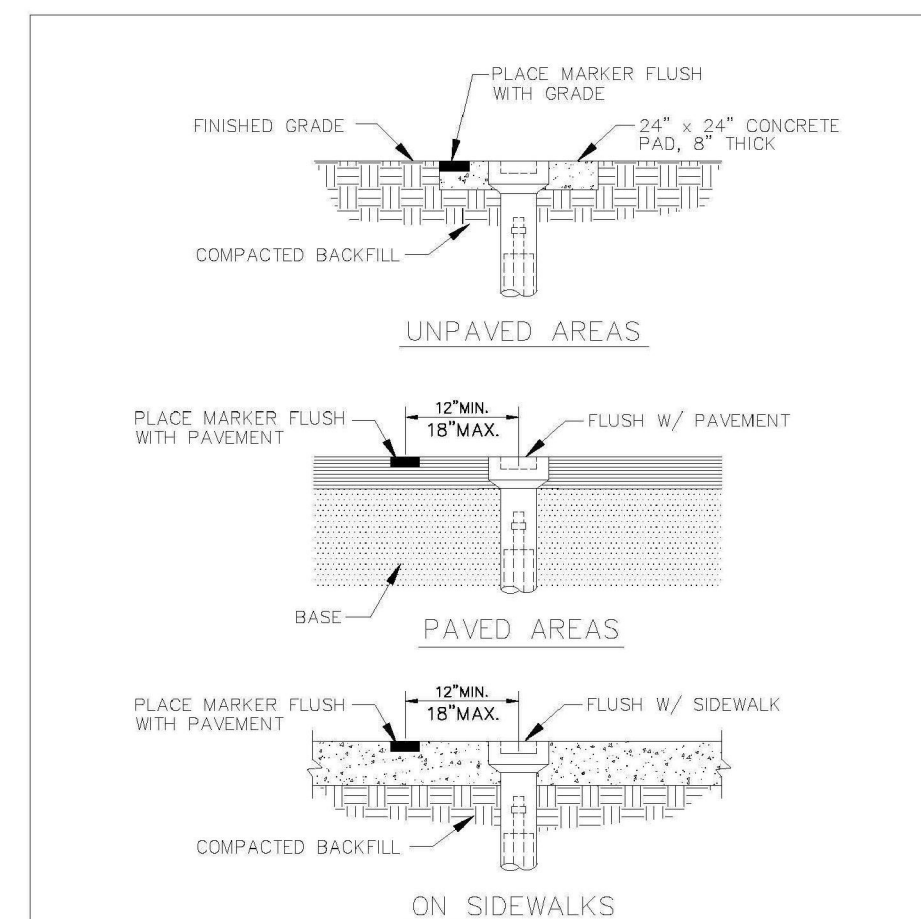 PLACE MARKER FLUSH
WITH GRADE
FINISHED GRADE
24" x 24" CONCRETE
PAD, 8" THICK
COMPACTED BACKFILL
UNPAVED AREAS
12"MIN.
18"MAX.
PLACE MARKER FLUSH
WITH PAVEMENT
FLUSH W/ PAVEMENT
BASE
PAVED AREAS
12"MIN.
18"MAX.
PLACE MARKER FLUSH
WITH PAVEMENT
FLUSH W/ SIDEWALK
COMPACTED BACKFILL
ON SIDEWALKS